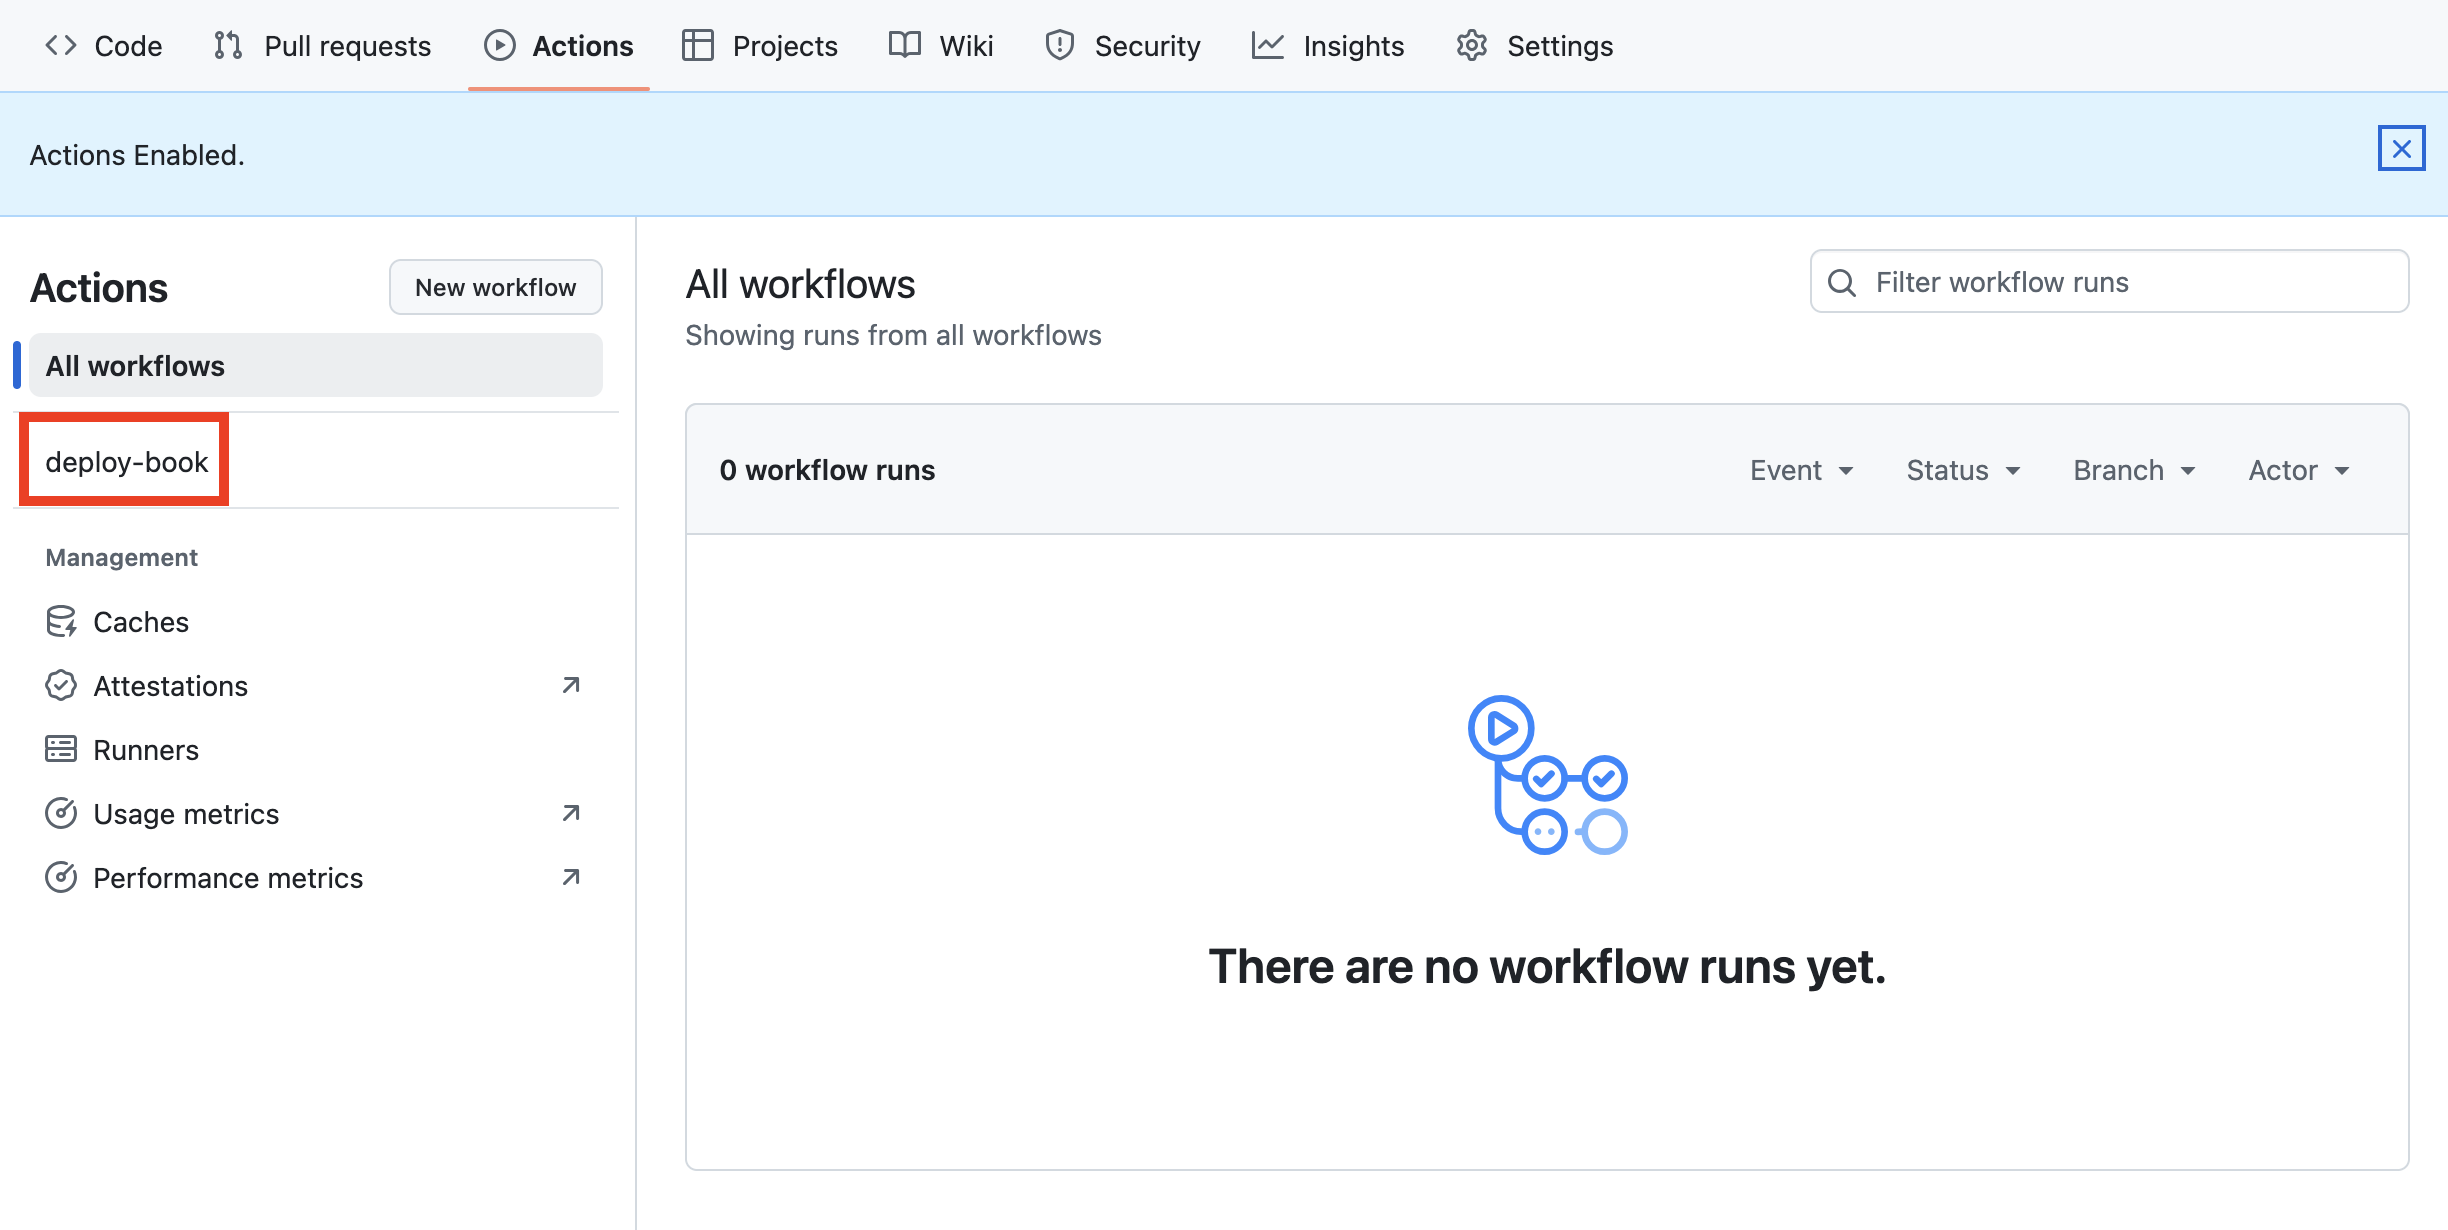 Code Pull requests Actions Projects Wiki Security Insights Settings
Actions Enabled.
Actions
New workflow
All workflows
deploy-book
Management
Caches
Attestations
Runners
Usage metrics
Performance metrics
All workflows
Showing runs from all workflows
Filter workflow runs
0 workflow runs
Event Status Branch Actor
There are no workflow runs yet.